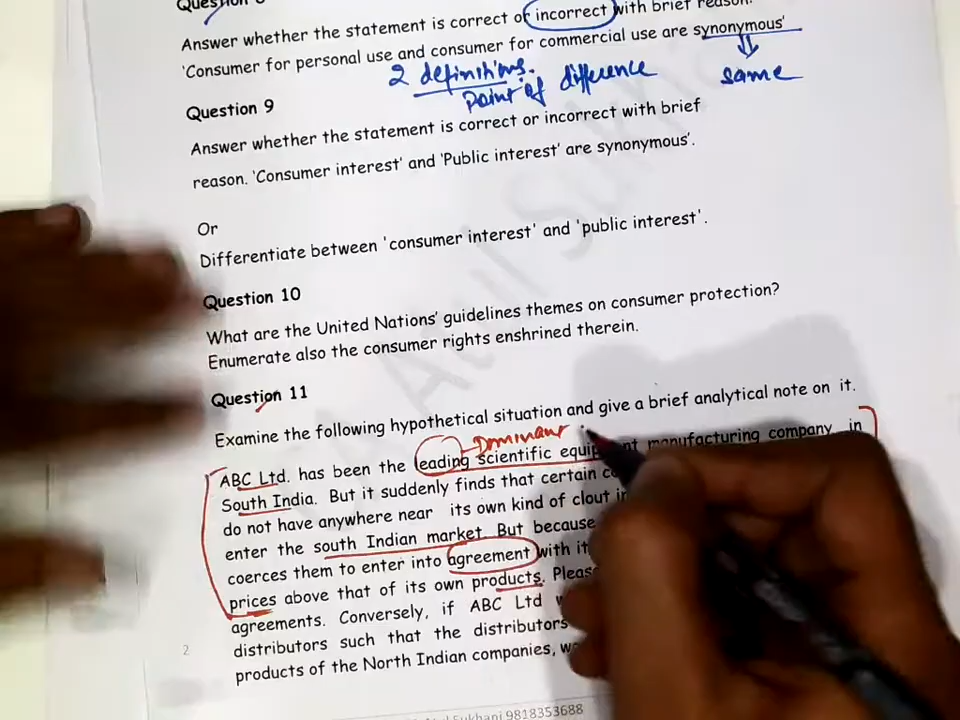 Question
Answer whether the statement is correct or incorrect with brief reason.
'Consumer for personal use and consumer for commercial use are synonymous'
2 definitions.
Point of difference
same
Question 9
Answer whether the statement is correct or incorrect with brief
reason. 'Consumer interest' and 'Public interest' are synonymous'.
Or
Differentiate between 'consumer interest' and 'public interest'.
Question 10
What are the United Nations' guidelines themes on consumer protection?
Enumerate also the consumer rights enshrined therein.
Question 11
Examine the following hypothetical situation and give a brief analytical note on it.
Dominant
ABC Ltd. has been the leading scientific equipment manufacturing company in
South India. But it suddenly finds that certain
do not have anywhere near its own kind of clout in
enter the south Indian market. But because
coerces them to enter into agreement with
prices above that of its own products.
agreements. Conversely, if ABC Ltd
distributors such that the distributors
products of the North Indian companies,
2
Sukhani 9818353688